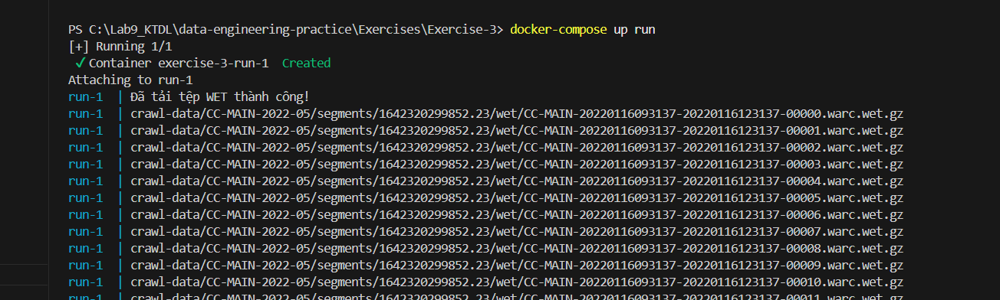 PS C:\Lab9_KTDL\data-engineering-practice\Exercises\Exercise-3> docker-compose up run
[+] Running 1/1
✓ Container exercise-3-run-1 Created
Attaching to run-1
run-1 | Đã tải tệp WET thành công!
run-1 | crawl-data/CC-MAIN-2022-05/segments/1642320299852.23/wet/CC-MAIN-20220116093137-20220116123137-00000.warc.wet.gz
run-1 | crawl-data/CC-MAIN-2022-05/segments/1642320299852.23/wet/CC-MAIN-20220116093137-20220116123137-00001.warc.wet.gz
run-1 | crawl-data/CC-MAIN-2022-05/segments/1642320299852.23/wet/CC-MAIN-20220116093137-20220116123137-00002.warc.wet.gz
run-1 | crawl-data/CC-MAIN-2022-05/segments/1642320299852.23/wet/CC-MAIN-20220116093137-20220116123137-00003.warc.wet.gz
run-1 | crawl-data/CC-MAIN-2022-05/segments/1642320299852.23/wet/CC-MAIN-20220116093137-20220116123137-00004.warc.wet.gz
run-1 | crawl-data/CC-MAIN-2022-05/segments/1642320299852.23/wet/CC-MAIN-20220116093137-20220116123137-00005.warc.wet.gz
run-1 | crawl-data/CC-MAIN-2022-05/segments/1642320299852.23/wet/CC-MAIN-20220116093137-20220116123137-00006.warc.wet.gz
run-1 | crawl-data/CC-MAIN-2022-05/segments/1642320299852.23/wet/CC-MAIN-20220116093137-20220116123137-00007.warc.wet.gz
run-1 | crawl-data/CC-MAIN-2022-05/segments/1642320299852.23/wet/CC-MAIN-20220116093137-20220116123137-00008.warc.wet.gz
run-1 | crawl-data/CC-MAIN-2022-05/segments/1642320299852.23/wet/CC-MAIN-20220116093137-20220116123137-00009.warc.wet.gz
run-1 | crawl-data/CC-MAIN-2022-05/segments/1642320299852.23/wet/CC-MAIN-20220116093137-20220116123137-00010.warc.wet.gz
run-1 | crawl-data/CC-MAIN-2022-05/segments/1642320299852.23/wet/CC-MAIN-20220116093137-20220116123137-00011.warc.wet.gz